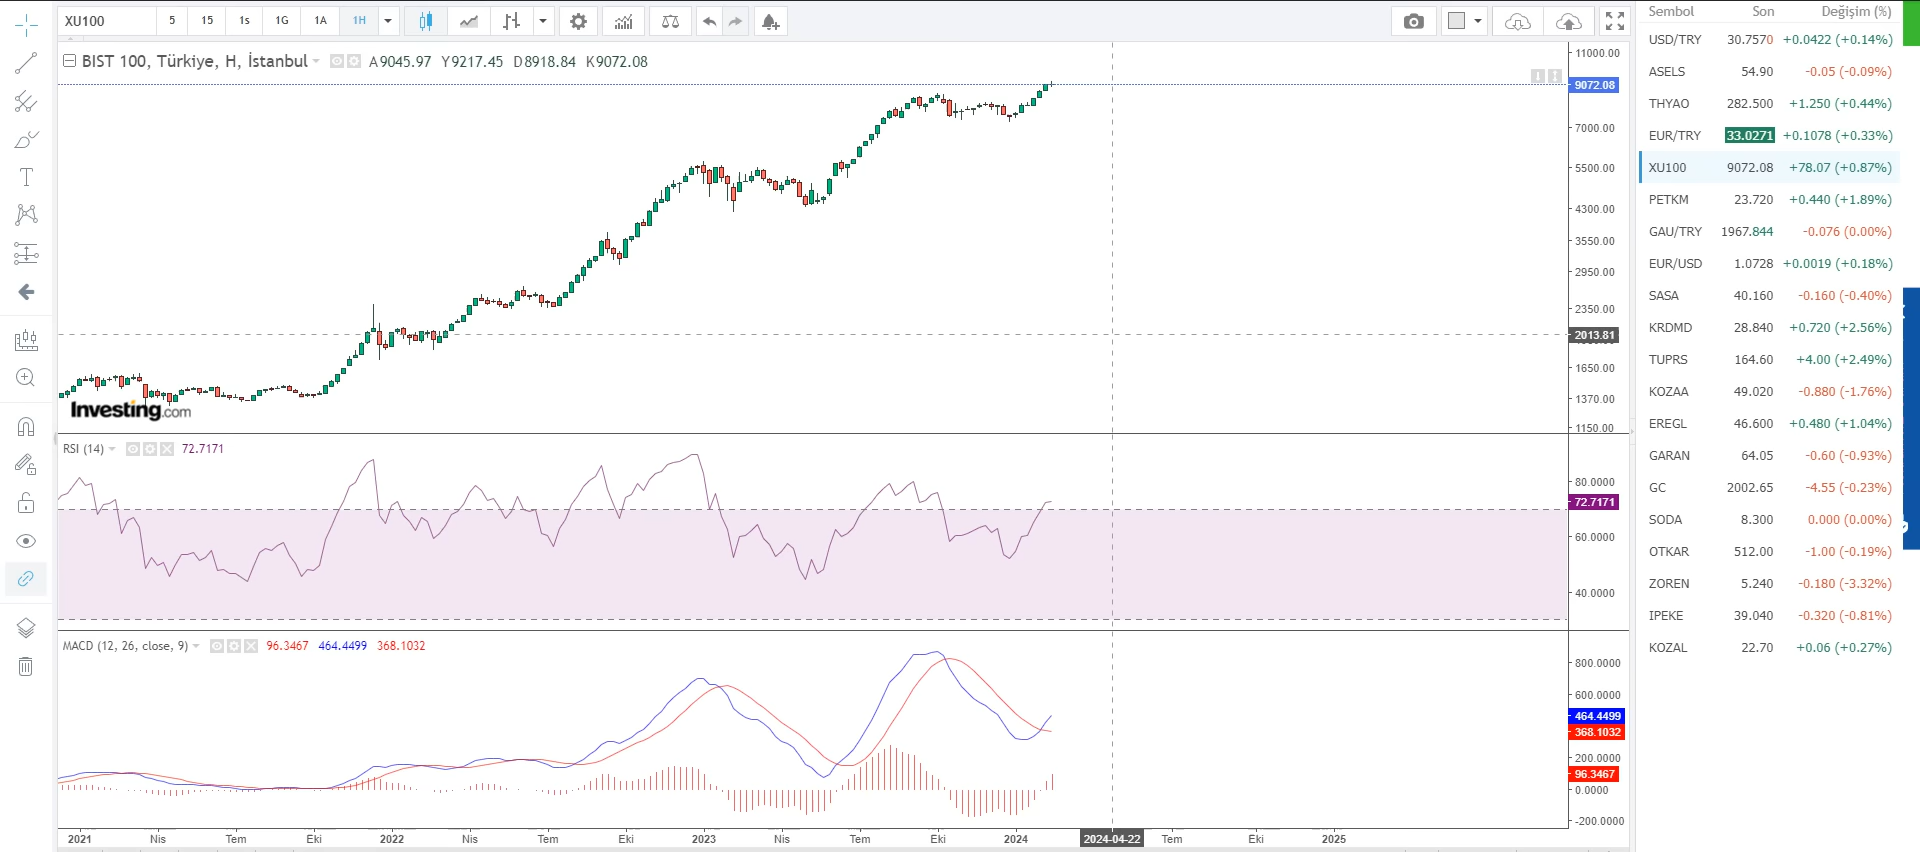 XU100 5 15 1s 1G 1A 1H
BIST 100, Türkiye, H, İstanbul A9045.97 Y9217.45 D8918.84 K9072.08
11000.00
9072.08
7000.00
5500.00
4300.00
3550.00
2950.00
2350.00
2013.81
1650.00
1370.00
1150.00
Investing.com
RSI (14) 72.7171
80.0000
72.7171
60.0000
40.0000
MACD (12, 26, close, 9) 96.3467 464.4499 368.1032
800.0000
600.0000
464.4499
368.1032
200.0000
96.3467
0.0000
-200.0000
2021 Nis Tem Eki 2022 Nis Tem Eki 2023 Nis Tem Eki 2024 2024-04-22 Tem Eki 2025
Sembol Son Değişim (%)
USD/TRY 30.7570 +0.0422 (+0.14%)
ASELS 54.90 -0.05 (-0.09%)
THYAO 282.500 +1.250 (+0.44%)
EUR/TRY 33.0271 +0.1078 (+0.33%)
XU100 9072.08 +78.07 (+0.87%)
PETKM 23.720 +0.440 (+1.89%)
GAU/TRY 1967.844 -0.076 (0.00%)
EUR/USD 1.0728 +0.0019 (+0.18%)
SASA 40.160 -0.160 (-0.40%)
KRDMD 28.840 +0.720 (+2.56%)
TUPRS 164.60 +4.00 (+2.49%)
KOZAA 49.020 -0.880 (-1.76%)
EREGL 46.600 +0.480 (+1.04%)
GARAN 64.05 -0.60 (-0.93%)
GC 2002.65 -4.55 (-0.23%)
SODA 8.300 0.000 (0.00%)
OTKAR 512.00 -1.00 (-0.19%)
ZOREN 5.240 -0.180 (-3.32%)
IPEKE 39.040 -0.320 (-0.81%)
KOZAL 22.70 +0.06 (+0.27%)